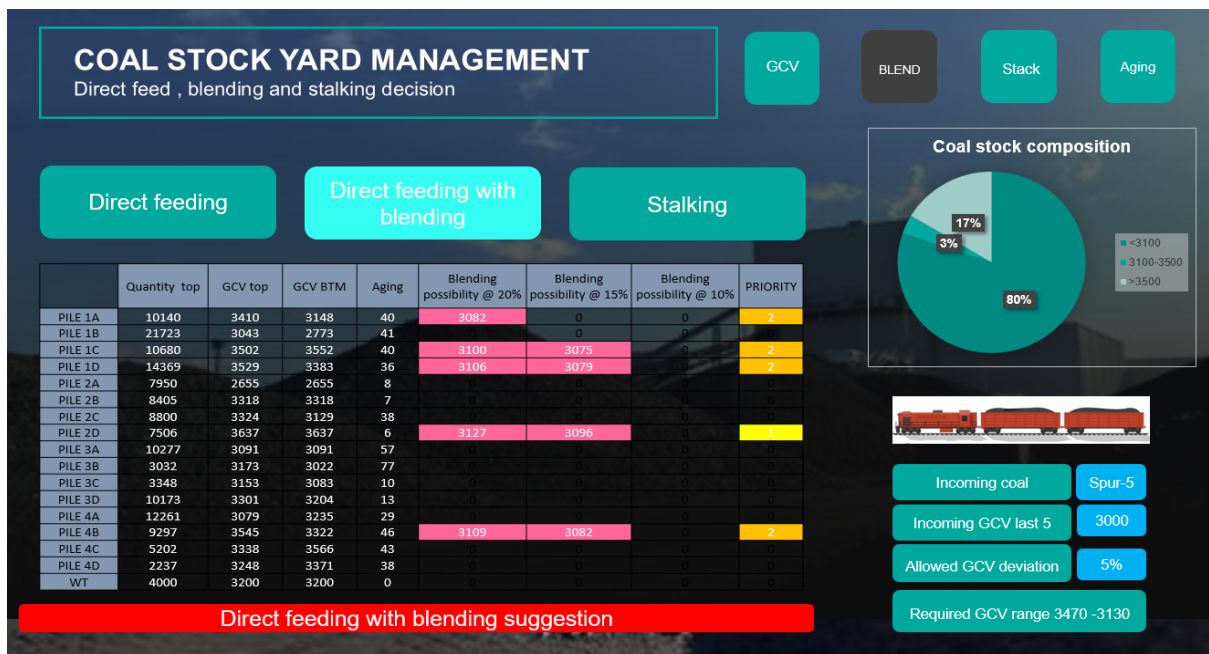 COAL STOCK YARD MANAGEMENT
Direct feed , blending and stalking decision
GCV
BLEND
Stack
Aging
Direct feeding
Direct feeding with
blending
Stalking
Coal stock composition
17%
3%
80%
<3100
3100-3500
>3500
Quantity top GCV top GCV BTM Aging Blending possibility @ 20% Blending possibility @ 15% Blending possibility @ 10% PRIORITY
PILE 1A 10140 3410 3148 40 3082 0 0 2
PILE 1B 21723 3043 2773 41 0 0 0 0
PILE 1C 10680 3502 3552 40 3100 3075 0 2
PILE 1D 14369 3529 3383 36 3106 3079 0 2
PILE 2A 7950 2655 2655 8 0 0 0 0
PILE 2B 8405 3318 3318 7 0 0 0 0
PILE 2C 8800 3324 3129 38 0 0 0 0
PILE 2D 7506 3637 3637 6 3127 3096 0 1
PILE 3A 10277 3091 3091 57 0 0 0 0
PILE 3B 3032 3173 3022 77 0 0 0 0
PILE 3C 3348 3153 3083 10 0 0 0 0
PILE 3D 10173 3301 3204 13 0 0 0 0
PILE 4A 12261 3079 3235 29 0 0 0 0
PILE 4B 9297 3545 3322 46 3109 3082 0 2
PILE 4C 5202 3338 3566 43 0 0 0 0
PILE 4D 2237 3248 3371 38 0 0 0 0
WT 4000 3200 3200 0 0 0 0 0
Incoming coal Spur-5
Incoming GCV last 5 3000
Allowed GCV deviation 5%
Required GCV range 3470 -3130
Direct feeding with blending suggestion